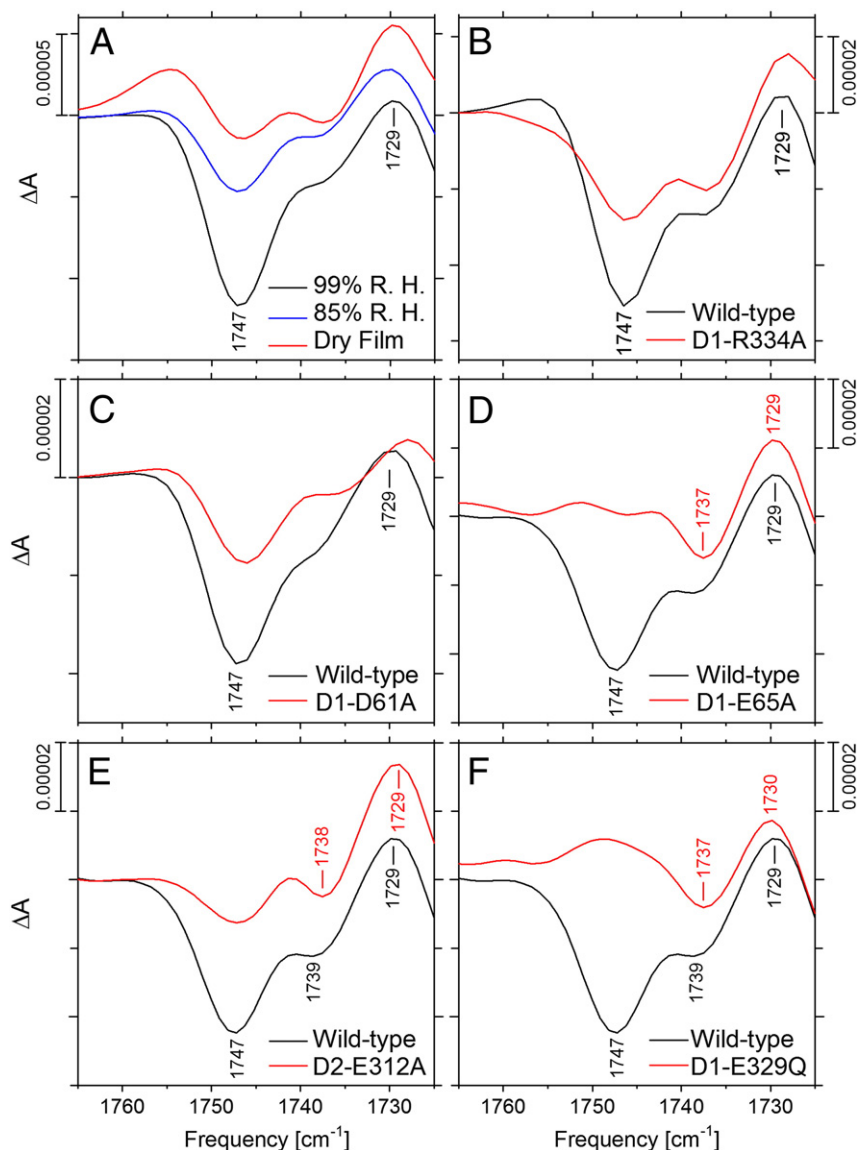 A
0.00005
ΔA
1747
1729
99% R. H.
85% R. H.
Dry Film
B
0.00002
1747
1729
Wild-type
D1-R334A
C
0.00002
ΔA
1747
1729
Wild-type
D1-D61A
D
0.00002
1747
1737
1729
1729
Wild-type
D1-E65A
E
0.00002
ΔA
1747
1739
1738
1729
1729
Wild-type
D2-E312A
1760 1750 1740 1730
Frequency [cm⁻¹]
F
0.00002
1747
1739
1737
1730
1729
Wild-type
D1-E329Q
1760 1750 1740 1730
Frequency [cm⁻¹]